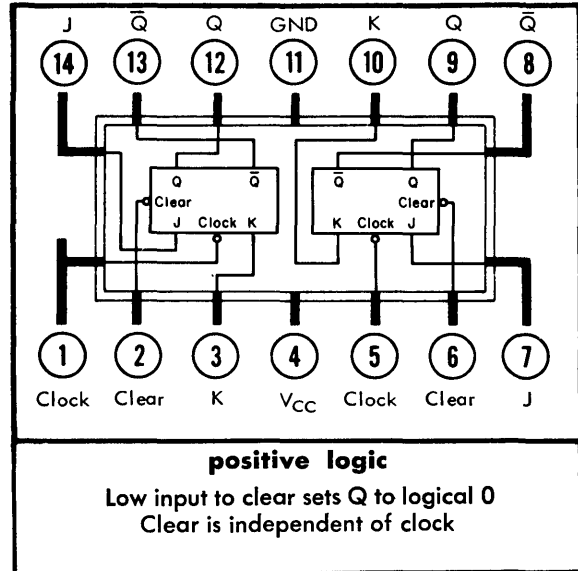 J Q̅ Q GND K Q Q̅
14 13 12 11 10 9 8
Q Q̅ Q̅ Q
Clear Clear
J Clock K K Clock J
1 2 3 4 5 6 7
Clock Clear K VCC Clock Clear J
positive logic
Low input to clear sets Q to logical 0
Clear is independent of clock